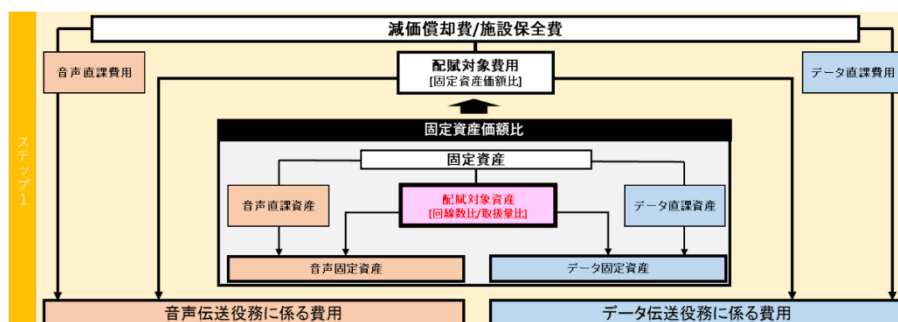 減価償却費/施設保全費
音声直課費用
配賦対象費用
[固定資産価額比]
データ直課費用
ステップ1
固定資産価額比
固定資産
音声直課資産
配賦対象資産
[回線数比/取扱量比]
データ直課資産
音声固定資産
データ固定資産
音声伝送役務に係る費用
データ伝送役務に係る費用